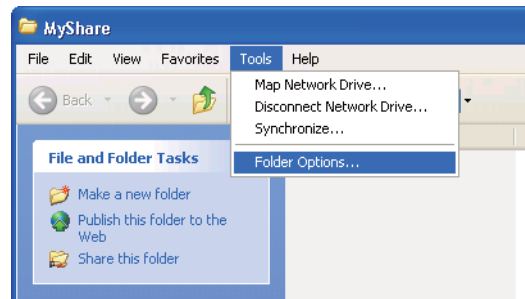 MyShare
File Edit View Favorites Tools Help
Back
Map Network Drive...
Disconnect Network Drive...
Synchronize...
Folder Options...
File and Folder Tasks
Make a new folder
Publish this folder to the
Web
Share this folder